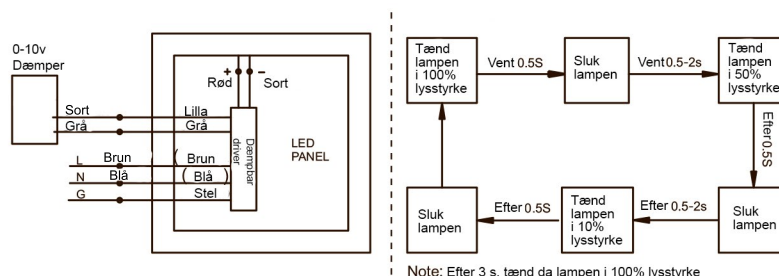 0-10v
Dæmper
Sort
Grå
L
Brun
N
Blå
G
+
−
Rød
Sort
Lilla
Grå
( Brun
( Blå )
Stel
Dæmpbar
driver
LED
PANEL
Tænd
lampen
i 100%
lysstyrke
Vent 0.5S
Sluk
lampen
Vent 0.5-2s
Tænd
lampen
i 50%
lysstyrke
Efter 0.5S
Sluk
lampen
Efter 0.5-2s
Tænd
lampen
i 10%
lysstyrke
Efter 0.5S
Sluk
lampen
Note: Efter 3 s, tænd da lampen i 100% lysstyrke